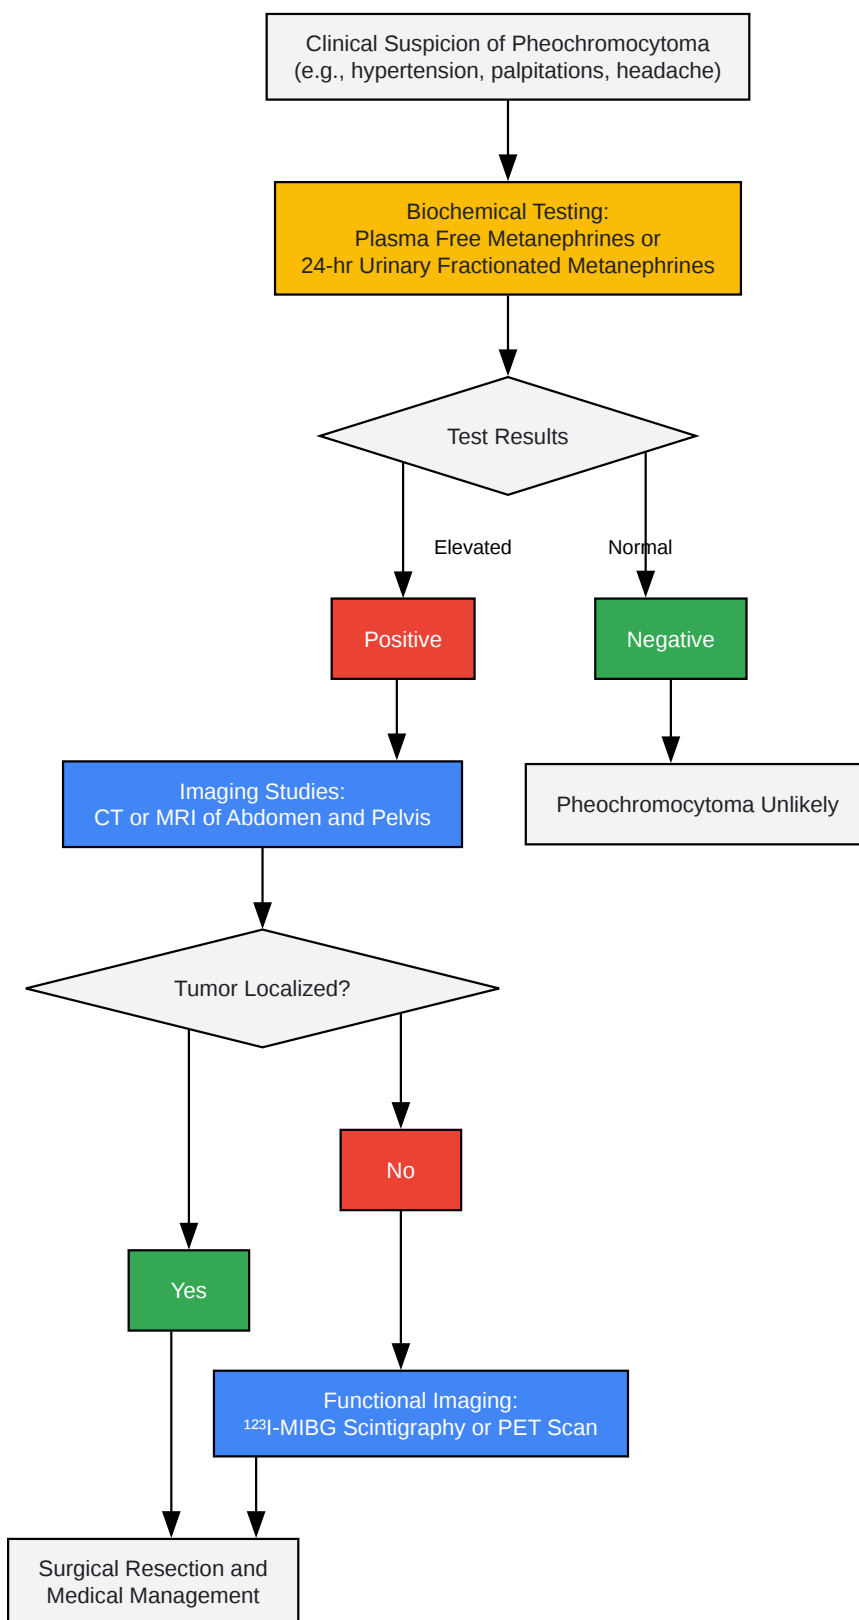 Clinical Suspicion of Pheochromocytoma
(e.g., hypertension, palpitations, headache)
Biochemical Testing:
Plasma Free Metanephrines or
24-hr Urinary Fractionated Metanephrines
Test Results
Elevated
Normal
Positive
Negative
Imaging Studies:
CT or MRI of Abdomen and Pelvis
Pheochromocytoma Unlikely
Tumor Localized?
No
Yes
Functional Imaging:
¹²³I-MIBG Scintigraphy or PET Scan
Surgical Resection and
Medical Management